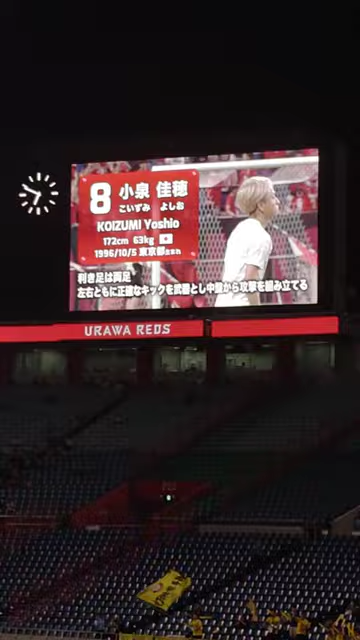 8 小泉 佳穂
こいずみ よしお
KOIZUMI Yoshio
172cm 63kg
1996/10/5 東京都出身
利き足は両足
左右ともに正確なキックを武器とし中盤から攻撃を組み立てる
URAWA REDS